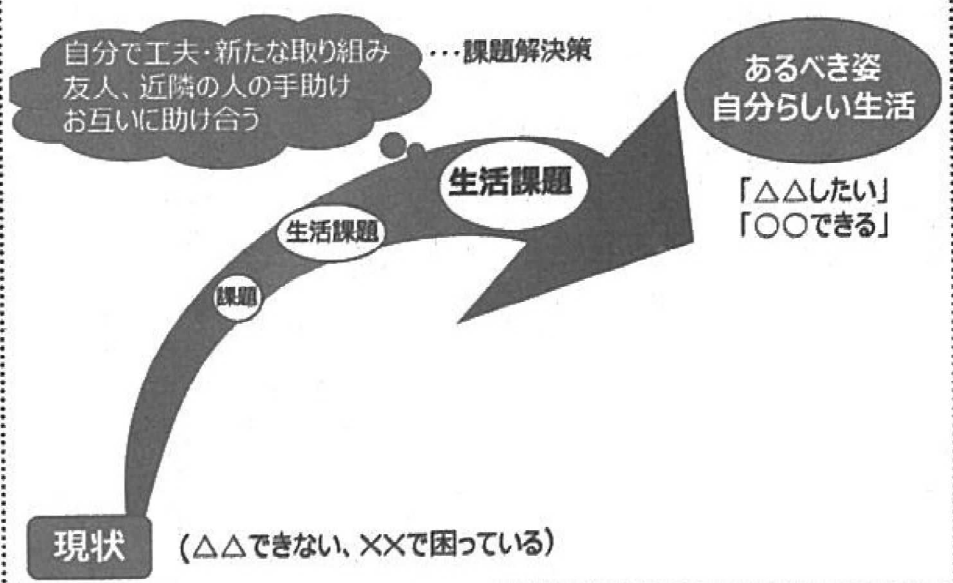 自分で工夫・新たな取り組み
友人、近隣の人の手助け
お互いに助け合う
…課題解決策
あるべき姿
自分らしい生活
「△△したい」
「○○できる」
生活課題
生活課題
課題
現状
(△△できない、××で困っている)